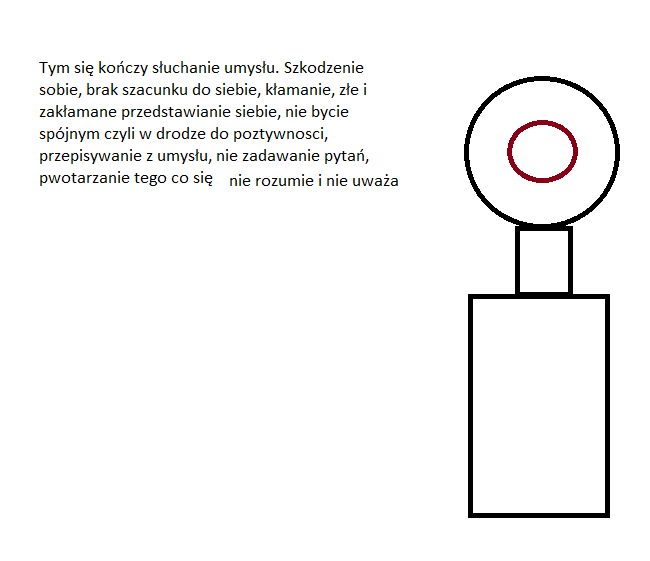 Tym się kończy słuchanie umysłu. Szkodzenie
sobie, brak szacunku do siebie, kłamanie, złe i
zakłamane przedstawianie siebie, nie bycie
spójnym czyli w drodze do poztywnosci,
przepisywanie z umysłu, nie zadawanie pytań,
pwotarzanie tego co się nie rozumie i nie uważa